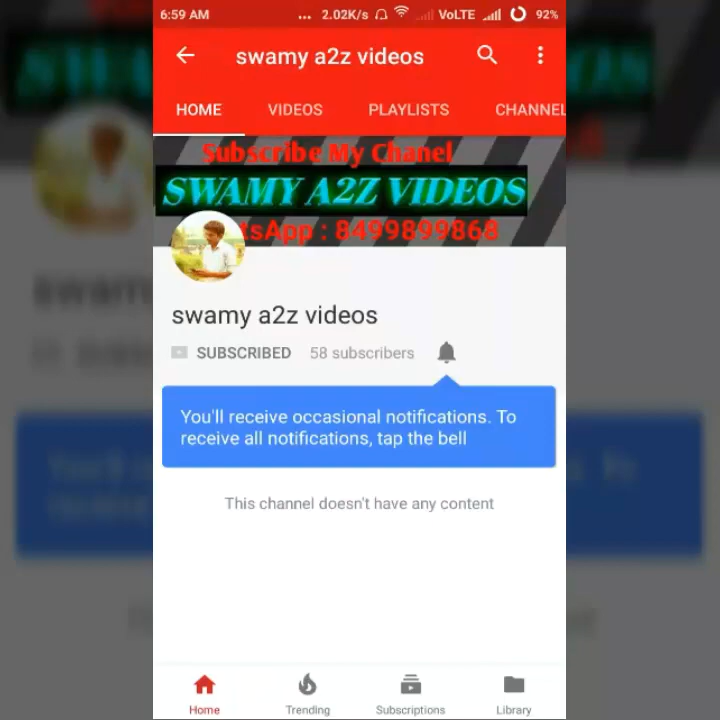 6:59 AM ... 2.02K/s VoLTE 92%
swamy a2z videos
HOME VIDEOS PLAYLISTS CHANNEL
Subscribe My Chanel
SWAMY A2Z VIDEOS
tsApp : 8499899868
swamy a2z videos
SUBSCRIBED 58 subscribers
You'll receive occasional notifications. To
receive all notifications, tap the bell
This channel doesn't have any content
Home Trending Subscriptions Library